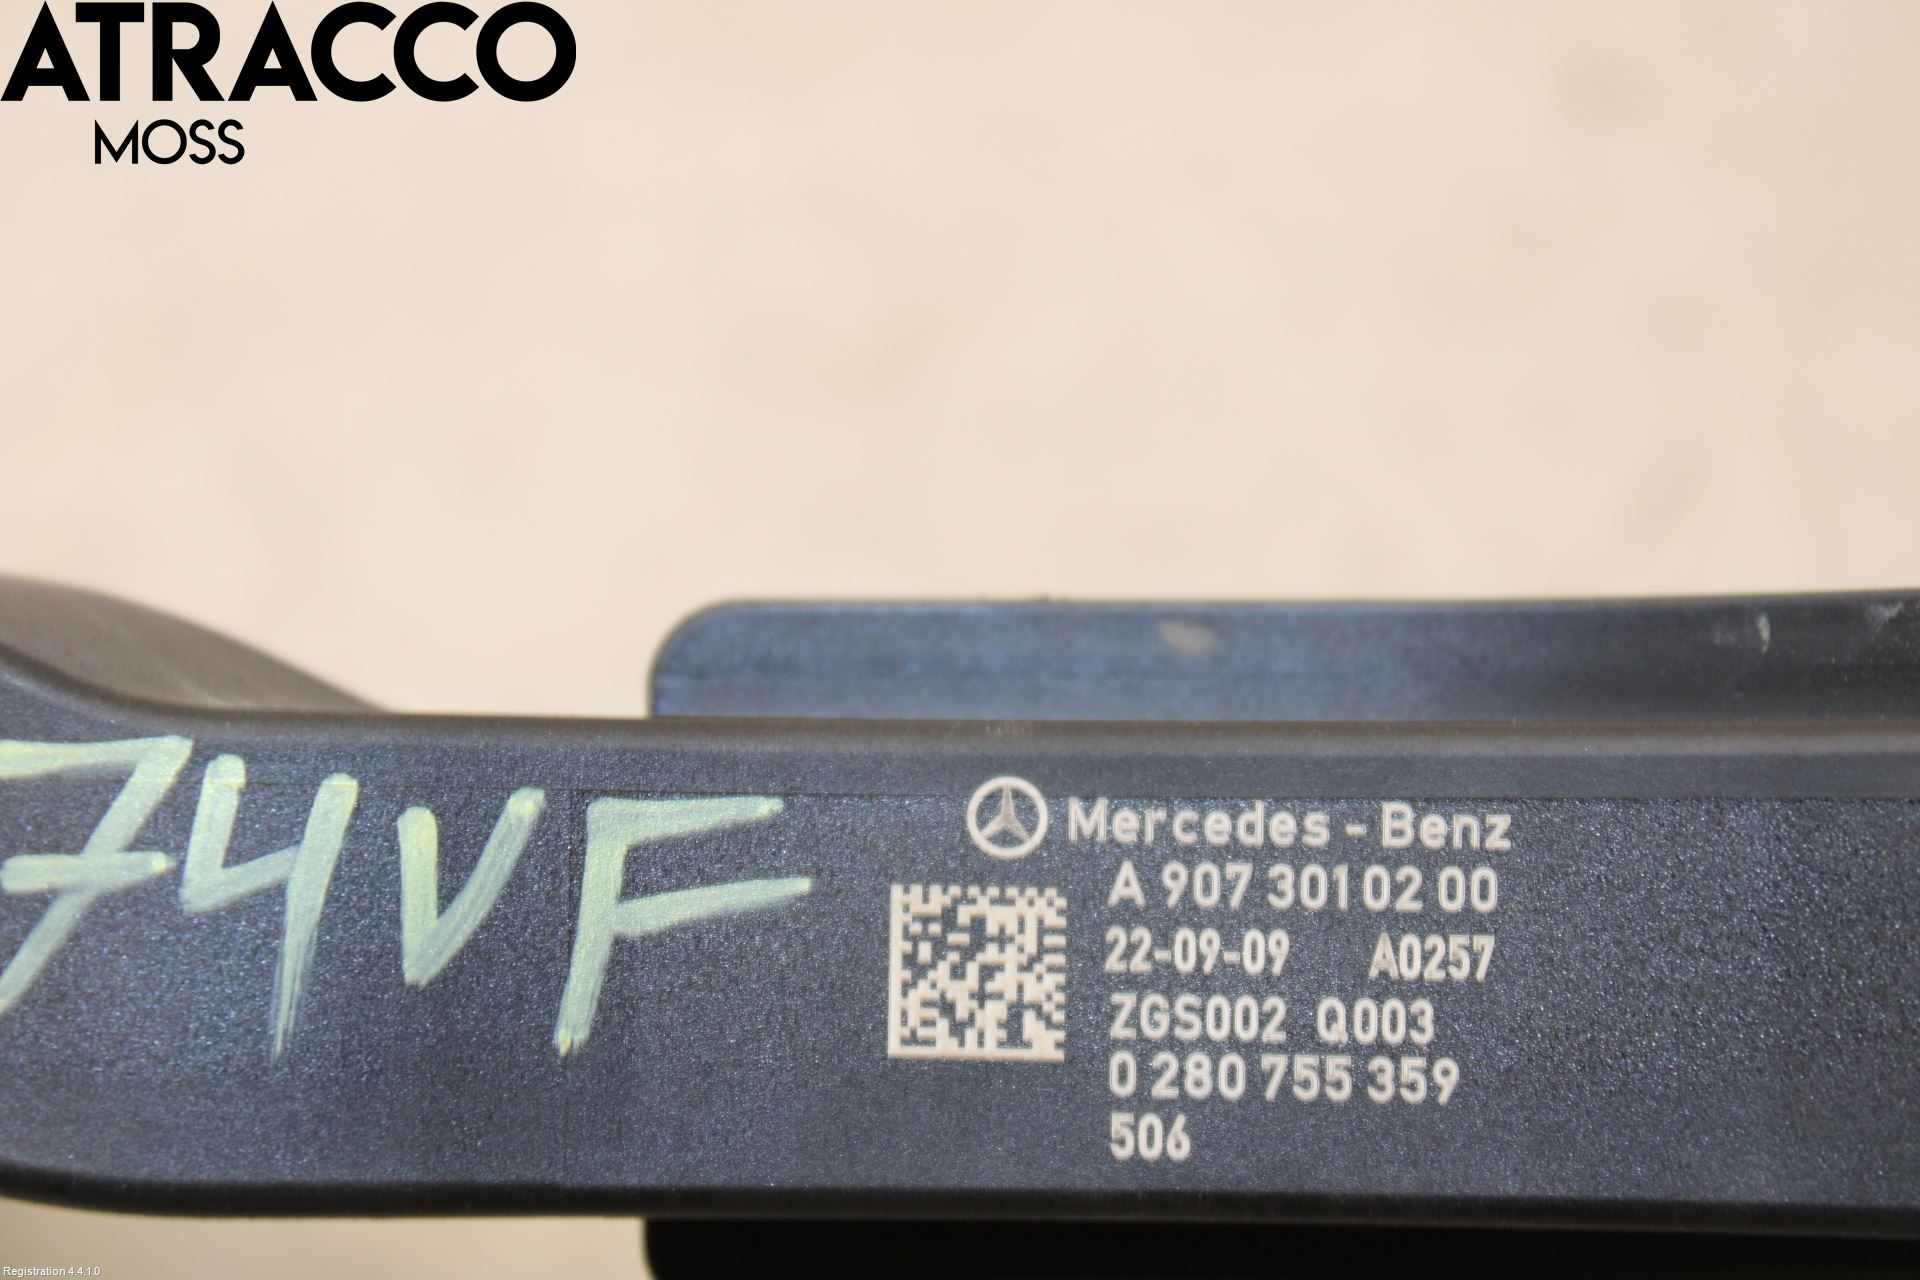 ATRACCO
MOSS
74VF
Mercedes-Benz
A 907 301 02 00
22-09-09 A0257
ZGS002 Q003
0 280 755 359
506
Registration 4.4.1.0